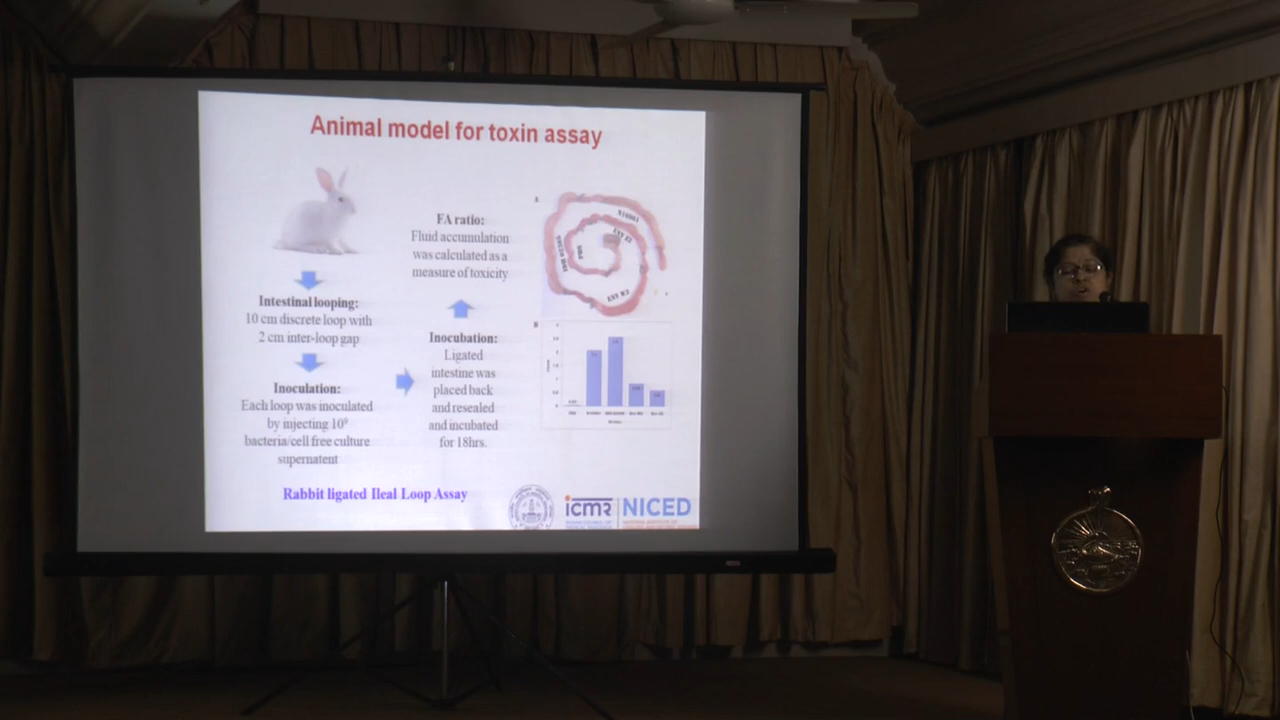 Animal model for toxin assay
Intestinal looping:
10 cm discrete loop with
2 cm inter-loop gap
Inoculation:
Each loop was inoculated
by injecting 10⁹
bacteria/cell free culture
supernatent
Inocubation:
Ligated
intestine was
placed back
and resealed
and incubated
for 18hrs.
FA ratio:
Fluid accumulation
was calculated as a
measure of toxicity
A
N16961
PBS
B
Rabbit ligated Ileal Loop Assay
icmr
NICED